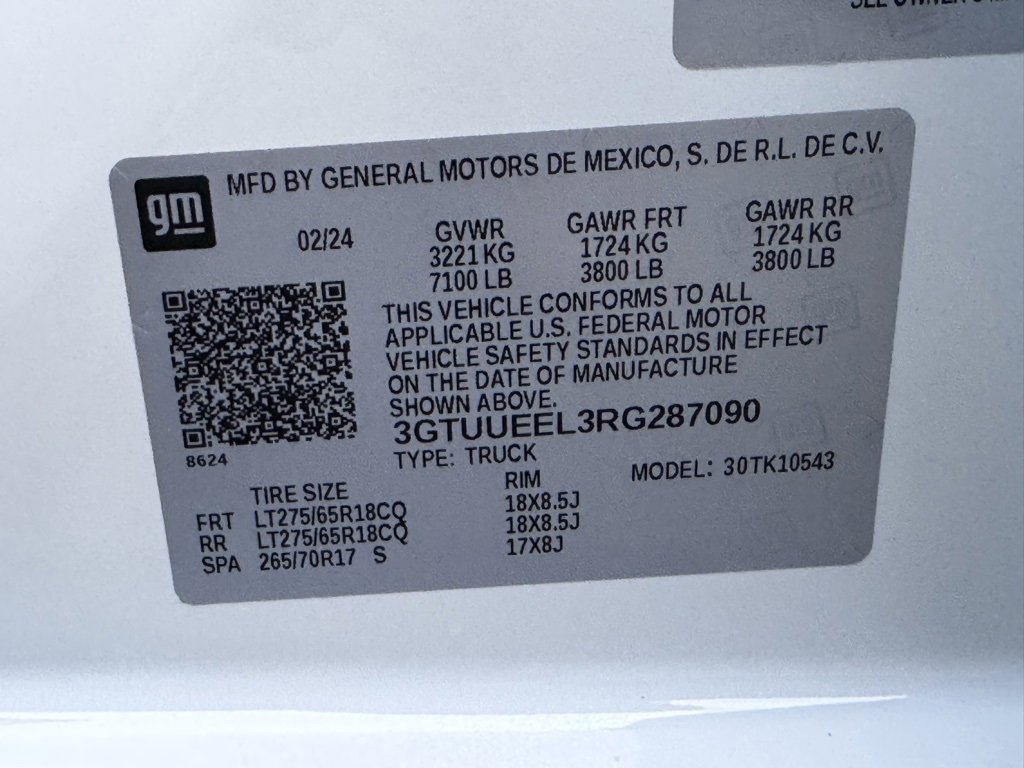 SEE OWNER'S
MFD BY GENERAL MOTORS DE MEXICO, S. DE R.L. DE C.V.
gm
02/24
GVWR
3221 KG
7100 LB
GAWR FRT
1724 KG
3800 LB
GAWR RR
1724 KG
3800 LB
THIS VEHICLE CONFORMS TO ALL
APPLICABLE U.S. FEDERAL MOTOR
VEHICLE SAFETY STANDARDS IN EFFECT
ON THE DATE OF MANUFACTURE
SHOWN ABOVE.
3GTUUEEL3RG287090
8624
TYPE: TRUCK
MODEL: 30TK10543
TIRE SIZE RIM
FRT LT275/65R18CQ 18X8.5J
RR LT275/65R18CQ 18X8.5J
SPA 265/70R17 S 17X8J